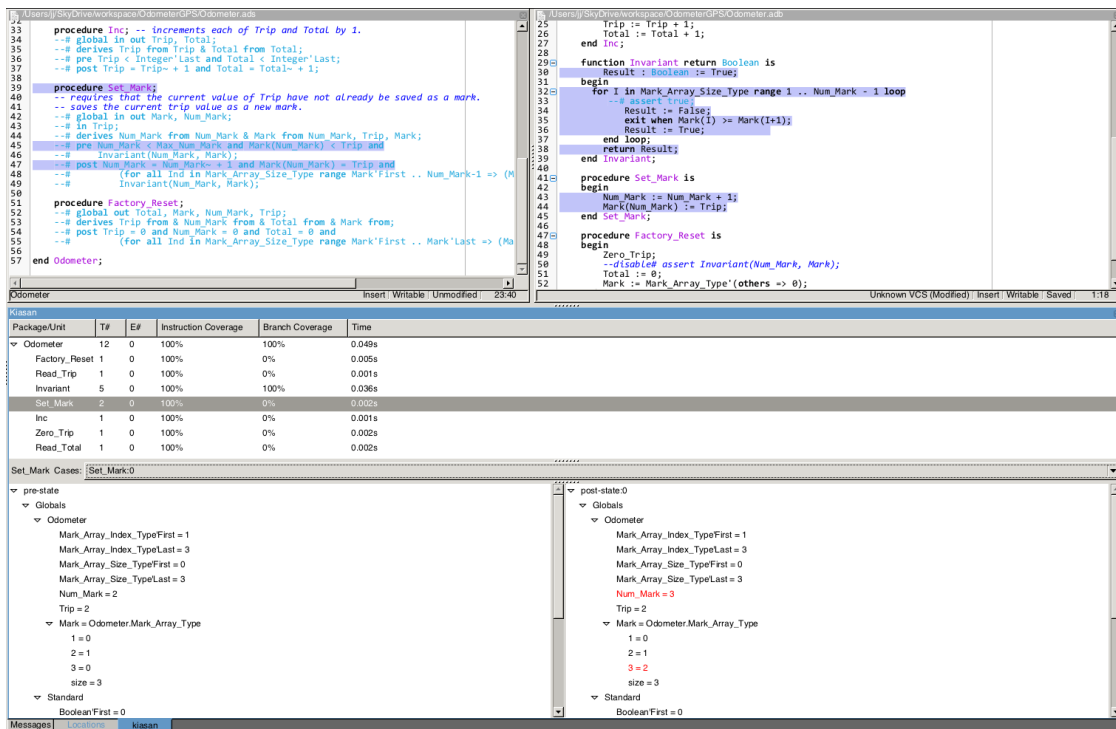 /Users/jj/SkyDrive/workspace/OdometerGPS/Odometer.ads
32
33 procedure Inc; -- increments each of Trip and Total by 1.
34 --# global in out Trip, Total;
35 --# derives Trip from Trip & Total from Total;
36 --# pre Trip < Integer'Last and Total < Integer'Last;
37 --# post Trip = Trip~ + 1 and Total = Total~ + 1;
38
39 procedure Set_Mark;
40 -- requires that the current value of Trip have not already be saved as a mark.
41 -- saves the current trip value as a new mark.
42 --# global in out Mark, Num_Mark;
43 --# in Trip;
44 --# derives Num_Mark from Num_Mark & Mark from Num_Mark, Trip, Mark;
45 --# pre Num_Mark < Max_Num_Mark and Mark(Num_Mark) < Trip and
46 --# Invariant(Num_Mark, Mark);
47 --# post Num_Mark = Num_Mark~ + 1 and Mark(Num_Mark) = Trip and
48 --# (for all Ind in Mark_Array_Size_Type range Mark'First .. Num_Mark-1 => (M
49 --# Invariant(Num_Mark, Mark);
50
51 procedure Factory_Reset;
52 --# global out Total, Mark, Num_Mark, Trip;
53 --# derives Trip from & Num_Mark from & Total from & Mark from;
54 --# post Trip = 0 and Num_Mark = 0 and Total = 0 and
55 --# (for all Ind in Mark_Array_Size_Type range Mark'First .. Mark'Last => (Ma
56
57 end Odometer;
Odometer Insert Writable Unmodified 23:40
/Users/jj/SkyDrive/workspace/OdometerGPS/Odometer.adb
25 Trip := Trip + 1;
26 Total := Total + 1;
27 end Inc;
28
29 function Invariant return Boolean is
30 Result : Boolean := True;
31 begin
32 for I in Mark_Array_Size_Type range 1 .. Num_Mark - 1 loop
33 --# assert true;
34 Result := False;
35 exit when Mark(I) >= Mark(I+1);
36 Result := True;
37 end loop;
38 return Result;
39 end Invariant;
40
41 procedure Set_Mark is
42 begin
43 Num_Mark := Num_Mark + 1;
44 Mark(Num_Mark) := Trip;
45 end Set_Mark;
46
47 procedure Factory_Reset is
48 begin
49 Zero_Trip;
50 --disable# assert Invariant(Num_Mark, Mark);
51 Total := 0;
52 Mark := Mark_Array_Type'(others => 0);
Unknown VCS (Modified) Insert Writable Saved 1:18
Kiasan
Package/Unit T# E# Instruction Coverage Branch Coverage Time
Odometer 12 0 100% 100% 0.049s
Factory_Reset 1 0 100% 0% 0.005s
Read_Trip 1 0 100% 0% 0.001s
Invariant 5 0 100% 100% 0.036s
Set_Mark 2 0 100% 0% 0.002s
Inc 1 0 100% 0% 0.001s
Zero_Trip 1 0 100% 0% 0.002s
Read_Total 1 0 100% 0% 0.002s
Set_Mark Cases: Set_Mark:0
pre-state
Globals
Odometer
Mark_Array_Index_Type'First = 1
Mark_Array_Index_Type'Last = 3
Mark_Array_Size_Type'First = 0
Mark_Array_Size_Type'Last = 3
Num_Mark = 2
Trip = 2
Mark = Odometer.Mark_Array_Type
1 = 0
2 = 1
3 = 0
size = 3
Standard
Boolean'First = 0
post-state:0
Globals
Odometer
Mark_Array_Index_Type'First = 1
Mark_Array_Index_Type'Last = 3
Mark_Array_Size_Type'First = 0
Mark_Array_Size_Type'Last = 3
Num_Mark = 3
Trip = 2
Mark = Odometer.Mark_Array_Type
1 = 0
2 = 1
3 = 2
size = 3
Standard
Boolean'First = 0
Messages Locations kiasan